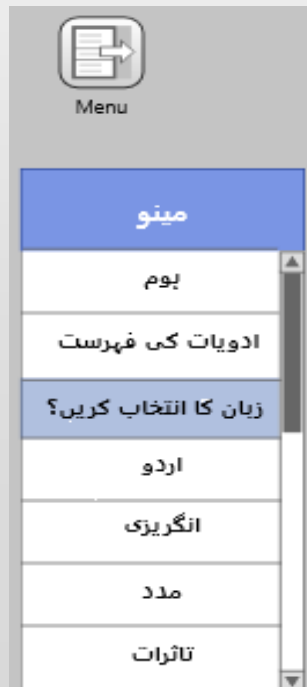 Menu
مینو
ہوم
ادویات کی فہرست
زبان کا انتخاب کریں؟
اردو
انگریزی
مدد
تاثرات